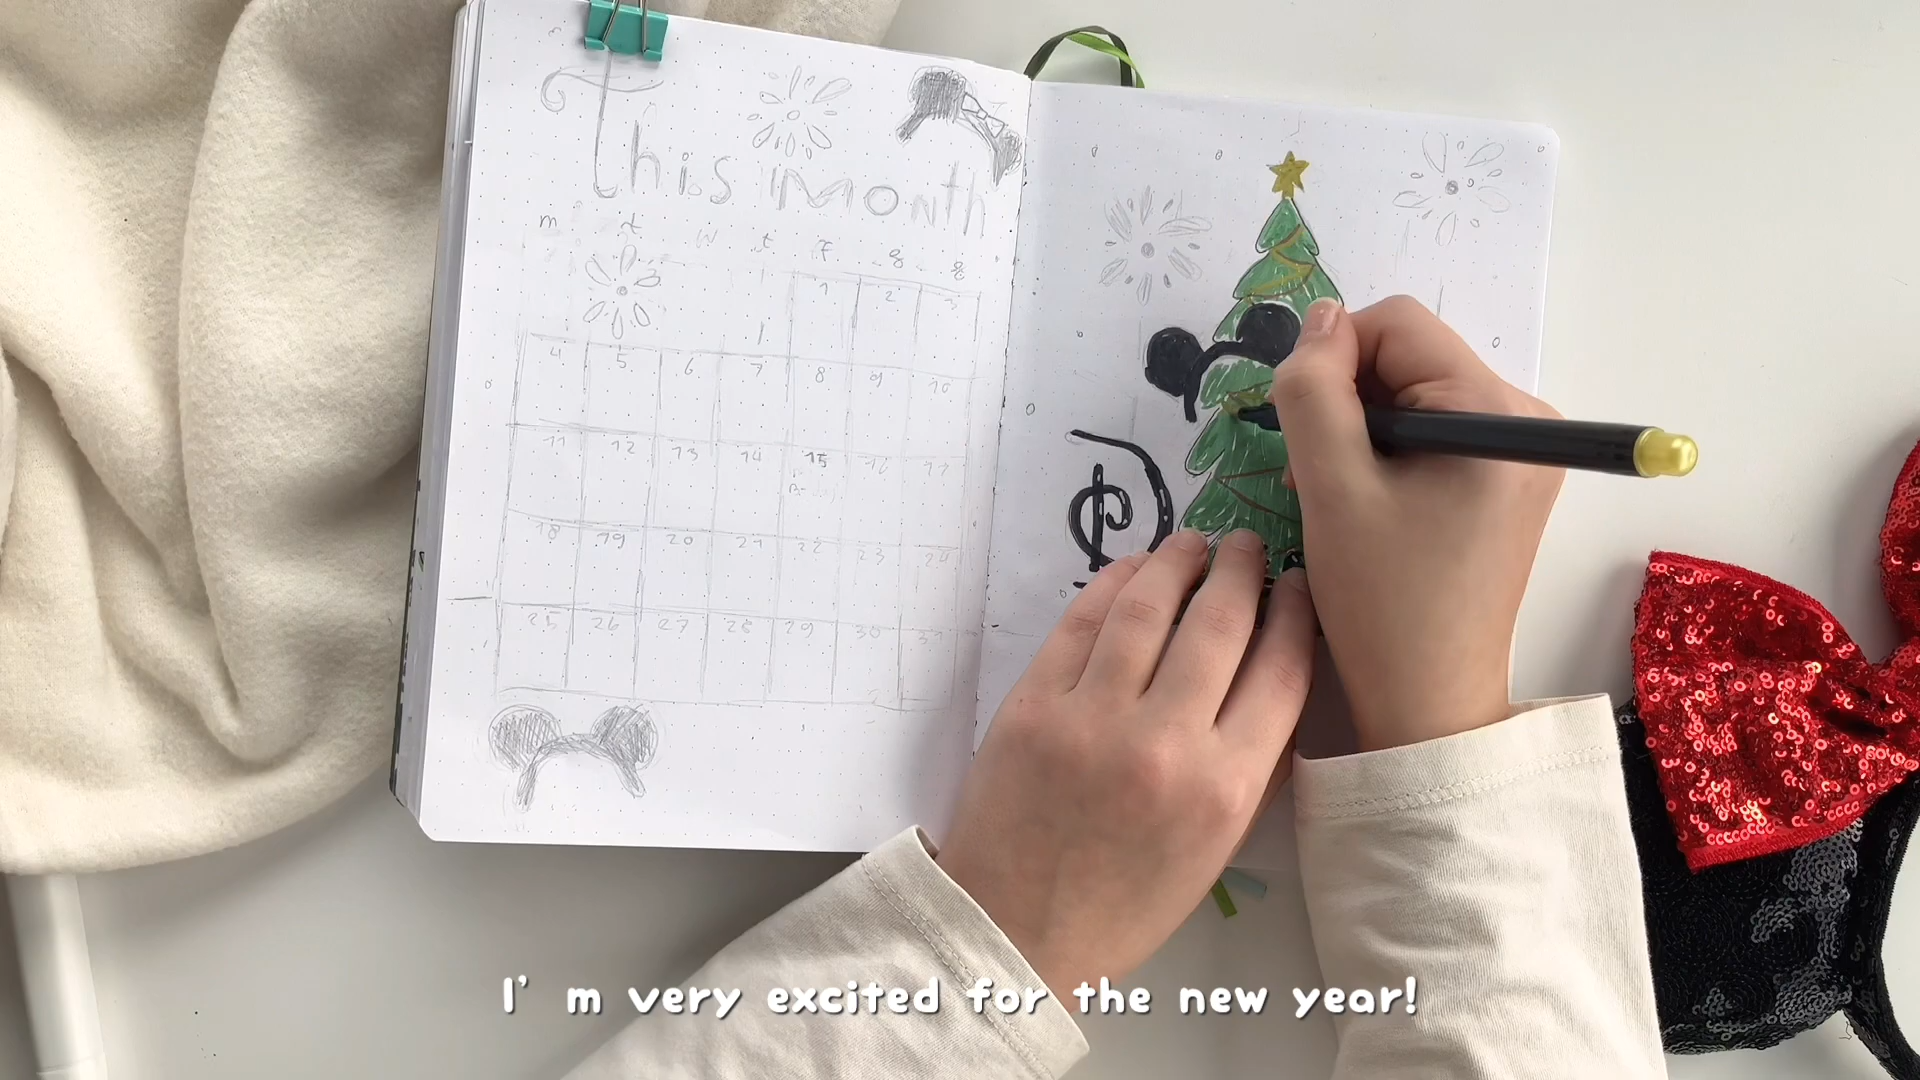 This Month
m t w t F S S
1 2 3
4 5 6 7 8 9 10
11 12 13 14 15 16 17
18 19 20 21 22 23 24
25 26 27 28 29 30 31
D
I'm very excited for the new year!